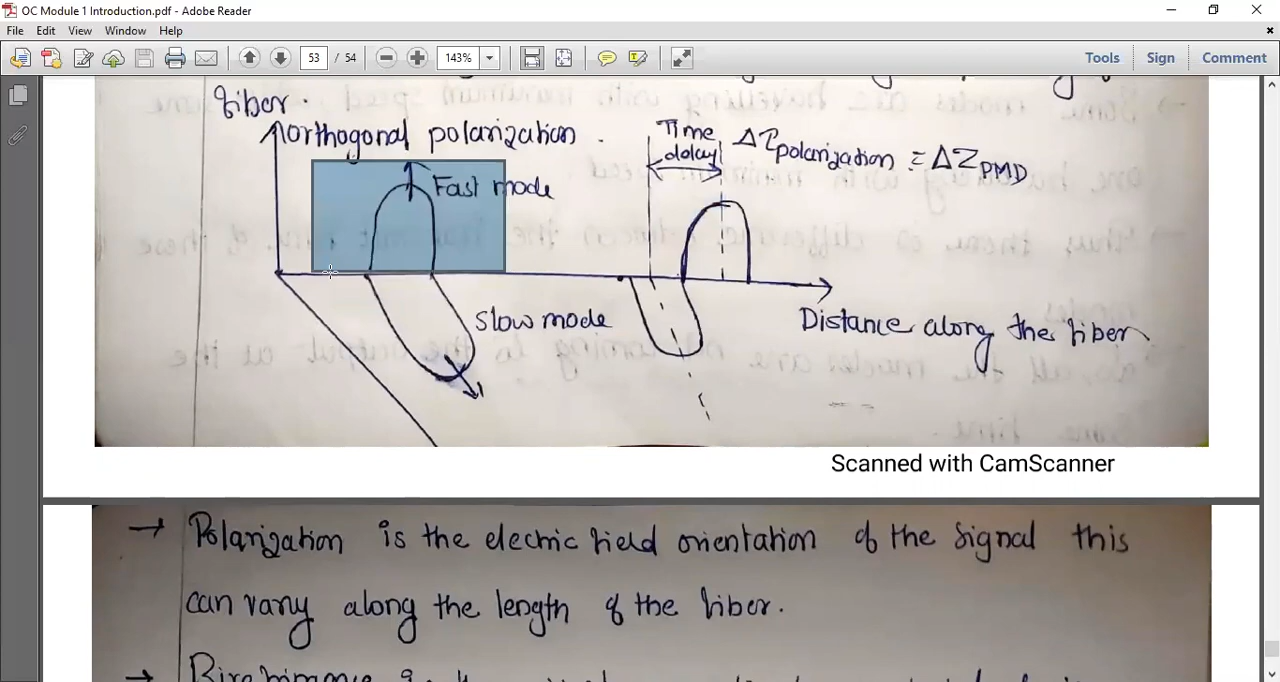 OC Module 1 Introduction.pdf - Adobe Reader
File Edit View Window Help
53 / 54 143% Tools Sign Comment
fiber.
orthogonal polarization
Time
delay
Δτpolarization = ΔZPMD
Fast mode
Slow mode
Distance along the fiber
Scanned with CamScanner
→ Polarization is the electric field orientation of the signal this
can vary along the length of the fiber.